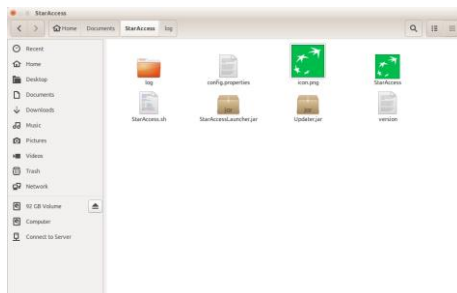 StarAccess
Home Documents StarAccess log
Recent
Home
Desktop
Documents
Downloads
Music
Pictures
Videos
Trash
Network
92 GB Volume
Computer
Connect to Server
log config.properties icon.png StarAccess
StarAccess.sh StarAccessLauncher.jar Updater.jar version